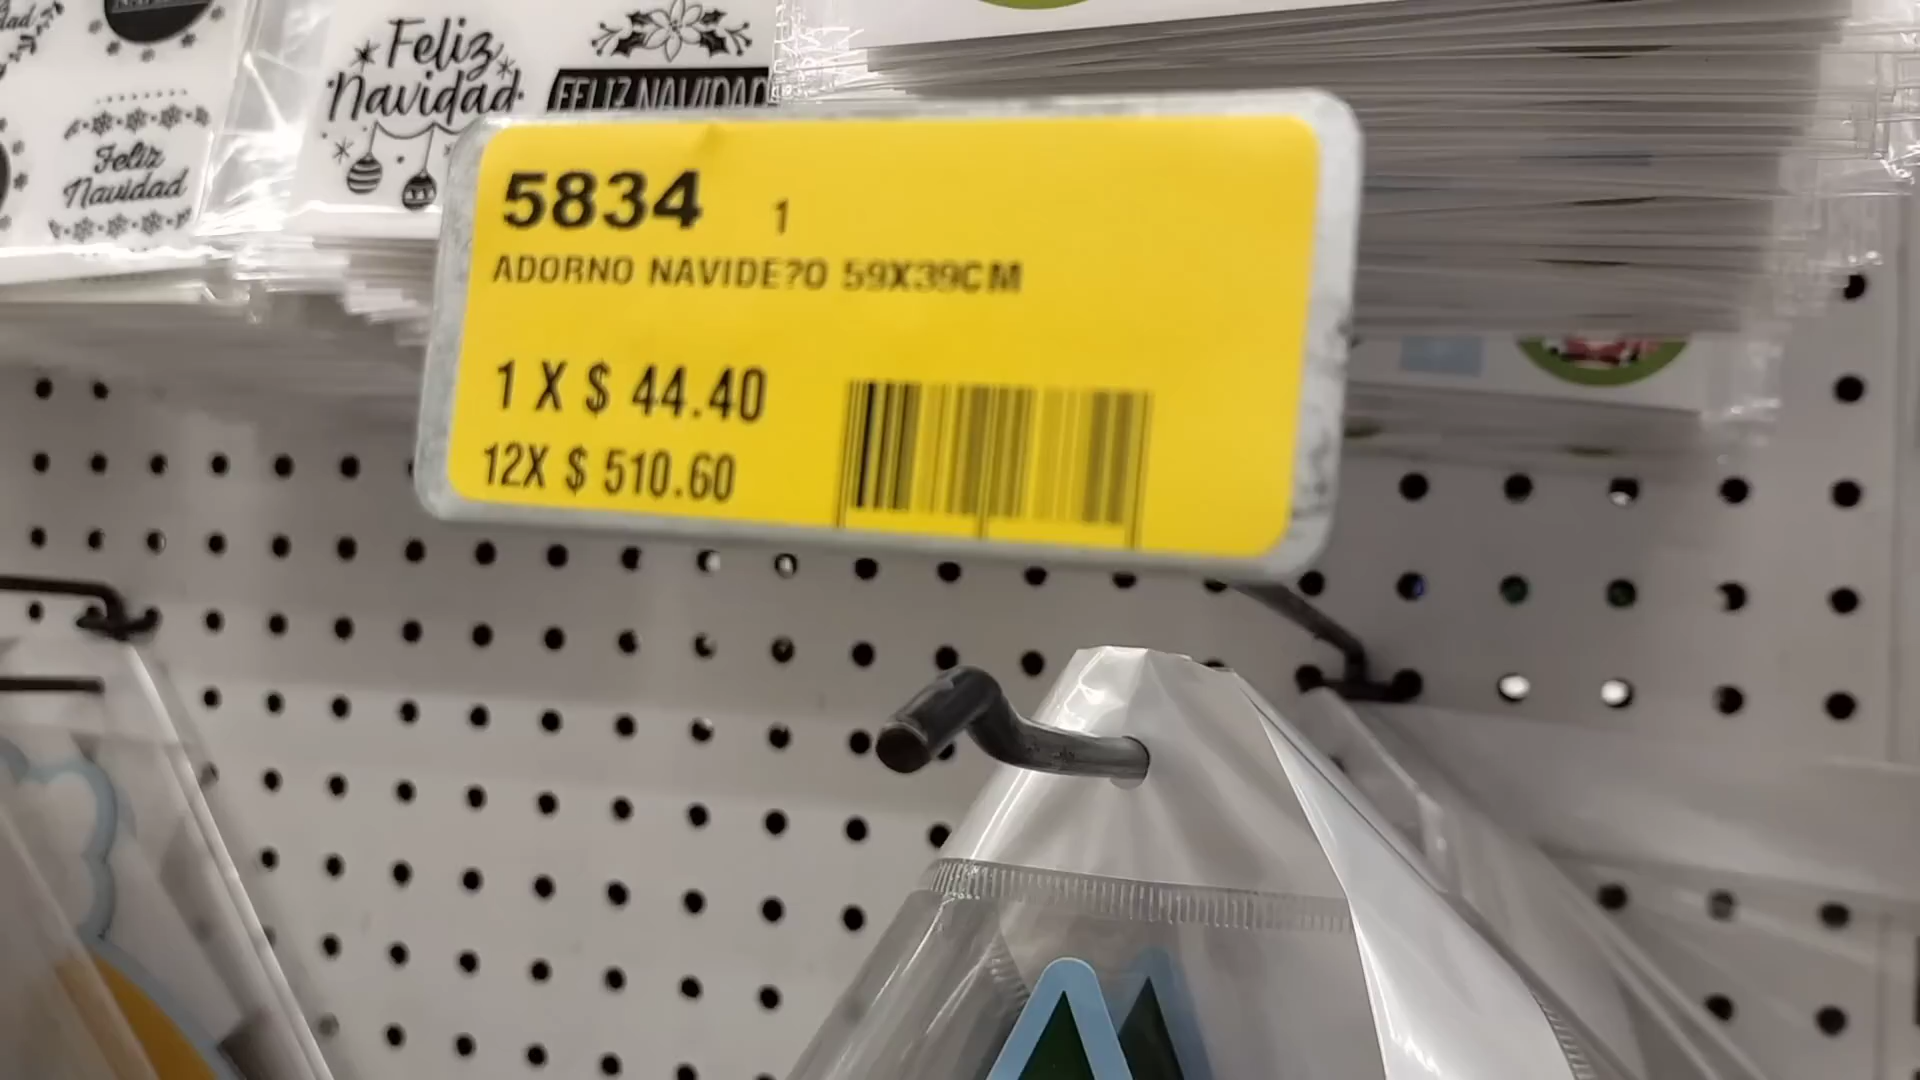 Feliz
Navidad
FELIZ NAVIDAD
Feliz
Navidad
5834 1
ADORNO NAVIDE?O 59X39CM
1 X $ 44.40
12X $ 510.60